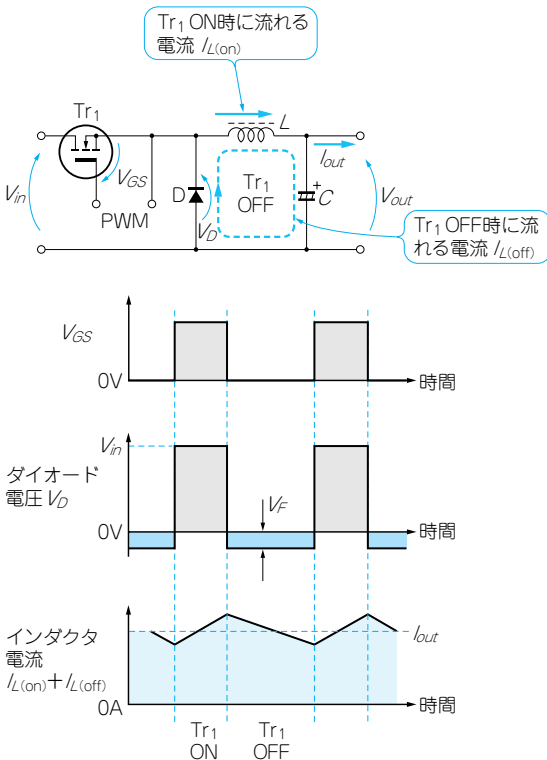 Tr1 ON時に流れる
電流 IL(on)
Tr1
L
VGS
Iout
Vin
D
Tr1
OFF
+
C
Vout
PWM
VD
Tr1 OFF時に流
れる電流 IL(off)
VGS
0V
時間
Vin
ダイオード
電圧 VD
VF
0V
時間
インダクタ
電流
IL(on)+IL(off)
Iout
0A
時間
Tr1
ON
Tr1
OFF